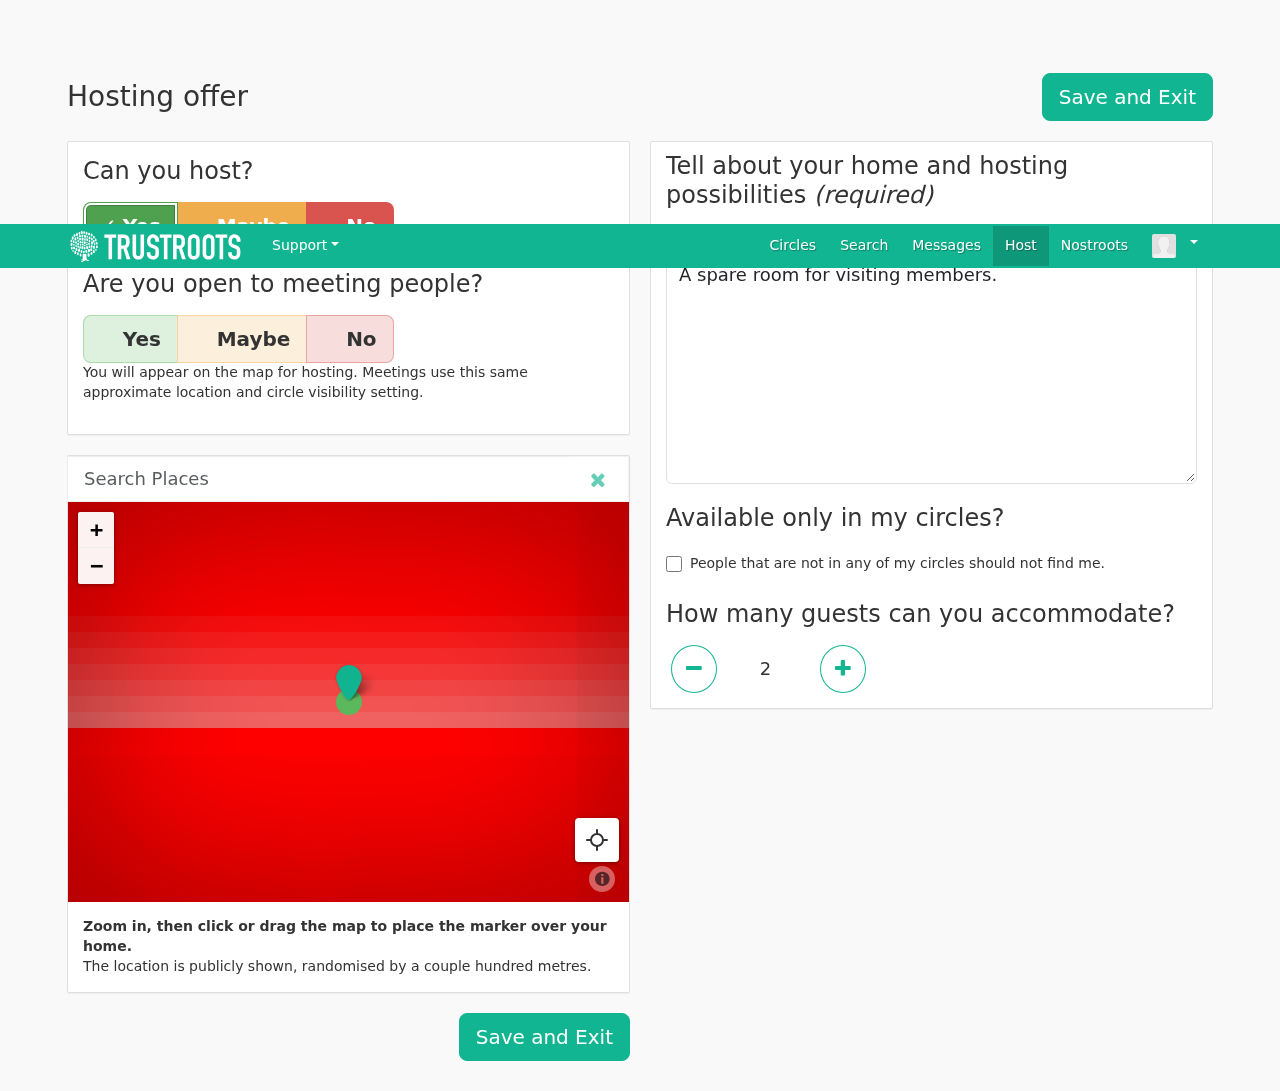 Hosting offer
Save and Exit
Can you host?
✓ Yes
Maybe
No
Tell about your home and hosting
possibilities (required)
TRUSTROOTS
Support
Circles
Search
Messages
Host
Nostroots
Are you open to meeting people?
Yes
Maybe
No
You will appear on the map for hosting. Meetings use this same
approximate location and circle visibility setting.
A spare room for visiting members.
Search Places
+
−
Zoom in, then click or drag the map to place the marker over your
home.
The location is publicly shown, randomised by a couple hundred metres.
Save and Exit
Available only in my circles?
People that are not in any of my circles should not find me.
How many guests can you accommodate?
2